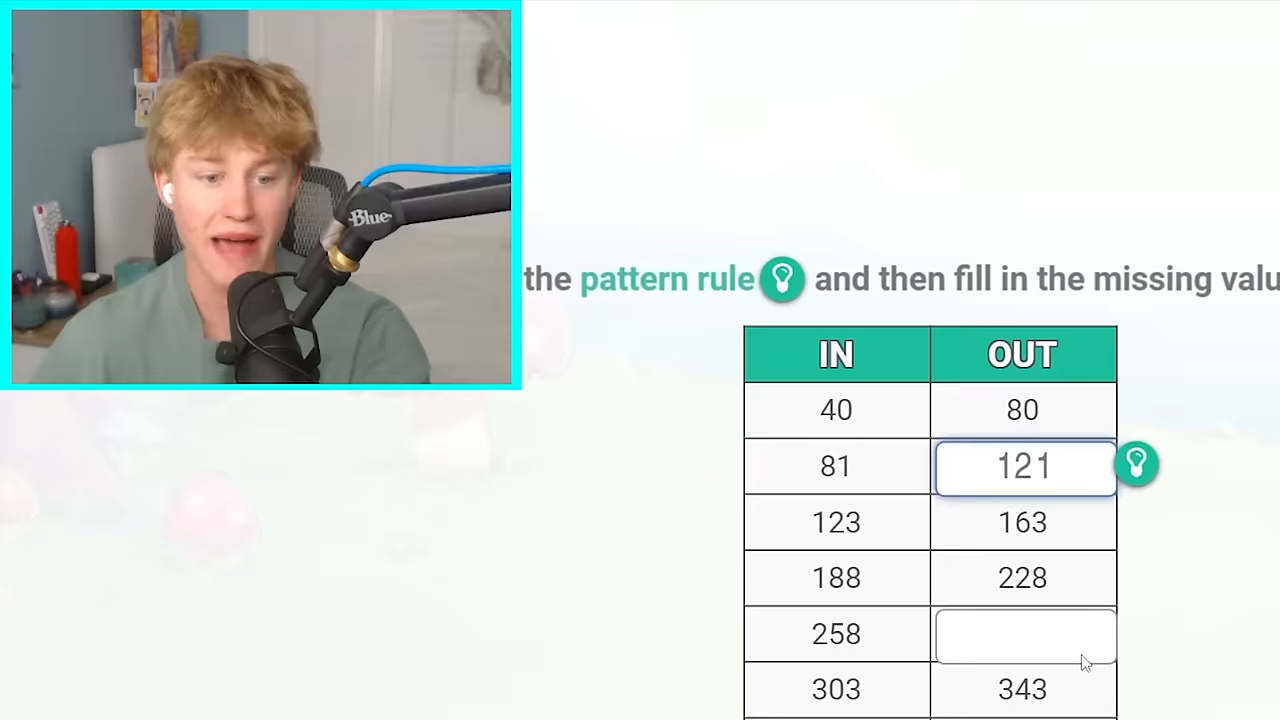 Blue
the pattern rule and then fill in the missing valu
IN OUT
40 80
81 121
123 163
188 228
258
303 343